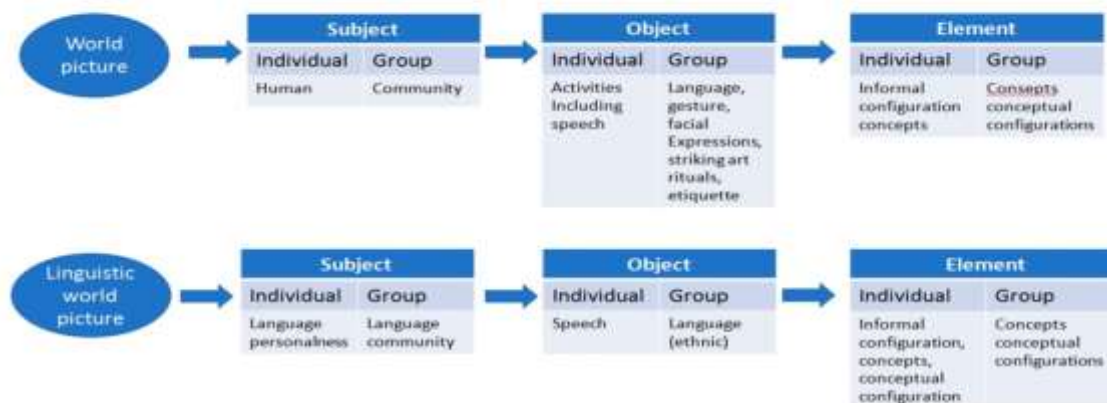 World
picture
Subject
Individual Group
Human Community
Object
Individual Group
Activities
Including
speech
Language,
gesture,
facial
Expressions,
striking art
rituals,
etiquette
Element
Individual Group
Informal
configuration
concepts
Consepts
conceptual
configurations
Linguistic
world
picture
Subject
Individual Group
Language
personalness
Language
community
Object
Individual Group
Speech
Language
(ethnic)
Element
Individual Group
Informal
configuration,
concepts,
conceptual
configuration
Concepts
conceptual
configurations